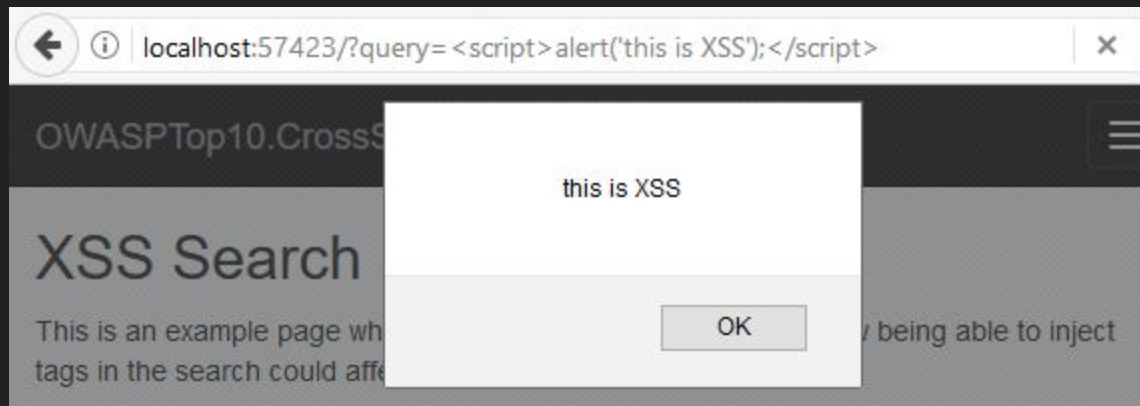 localhost:57423/?query=<script>alert('this is XSS');</script>
OWASPTop10.CrossS
this is XSS
XSS Search
OK
This is an example page wh being able to inject
tags in the search could affe